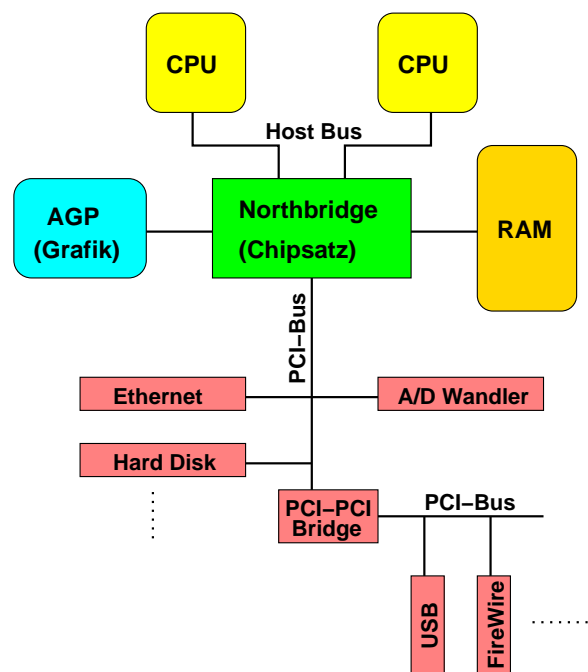 CPU
CPU
Host Bus
AGP
(Grafik)
Northbridge
(Chipsatz)
RAM
PCI–Bus
Ethernet
A/D Wandler
Hard Disk
PCI–PCI
Bridge
PCI–Bus
USB
FireWire